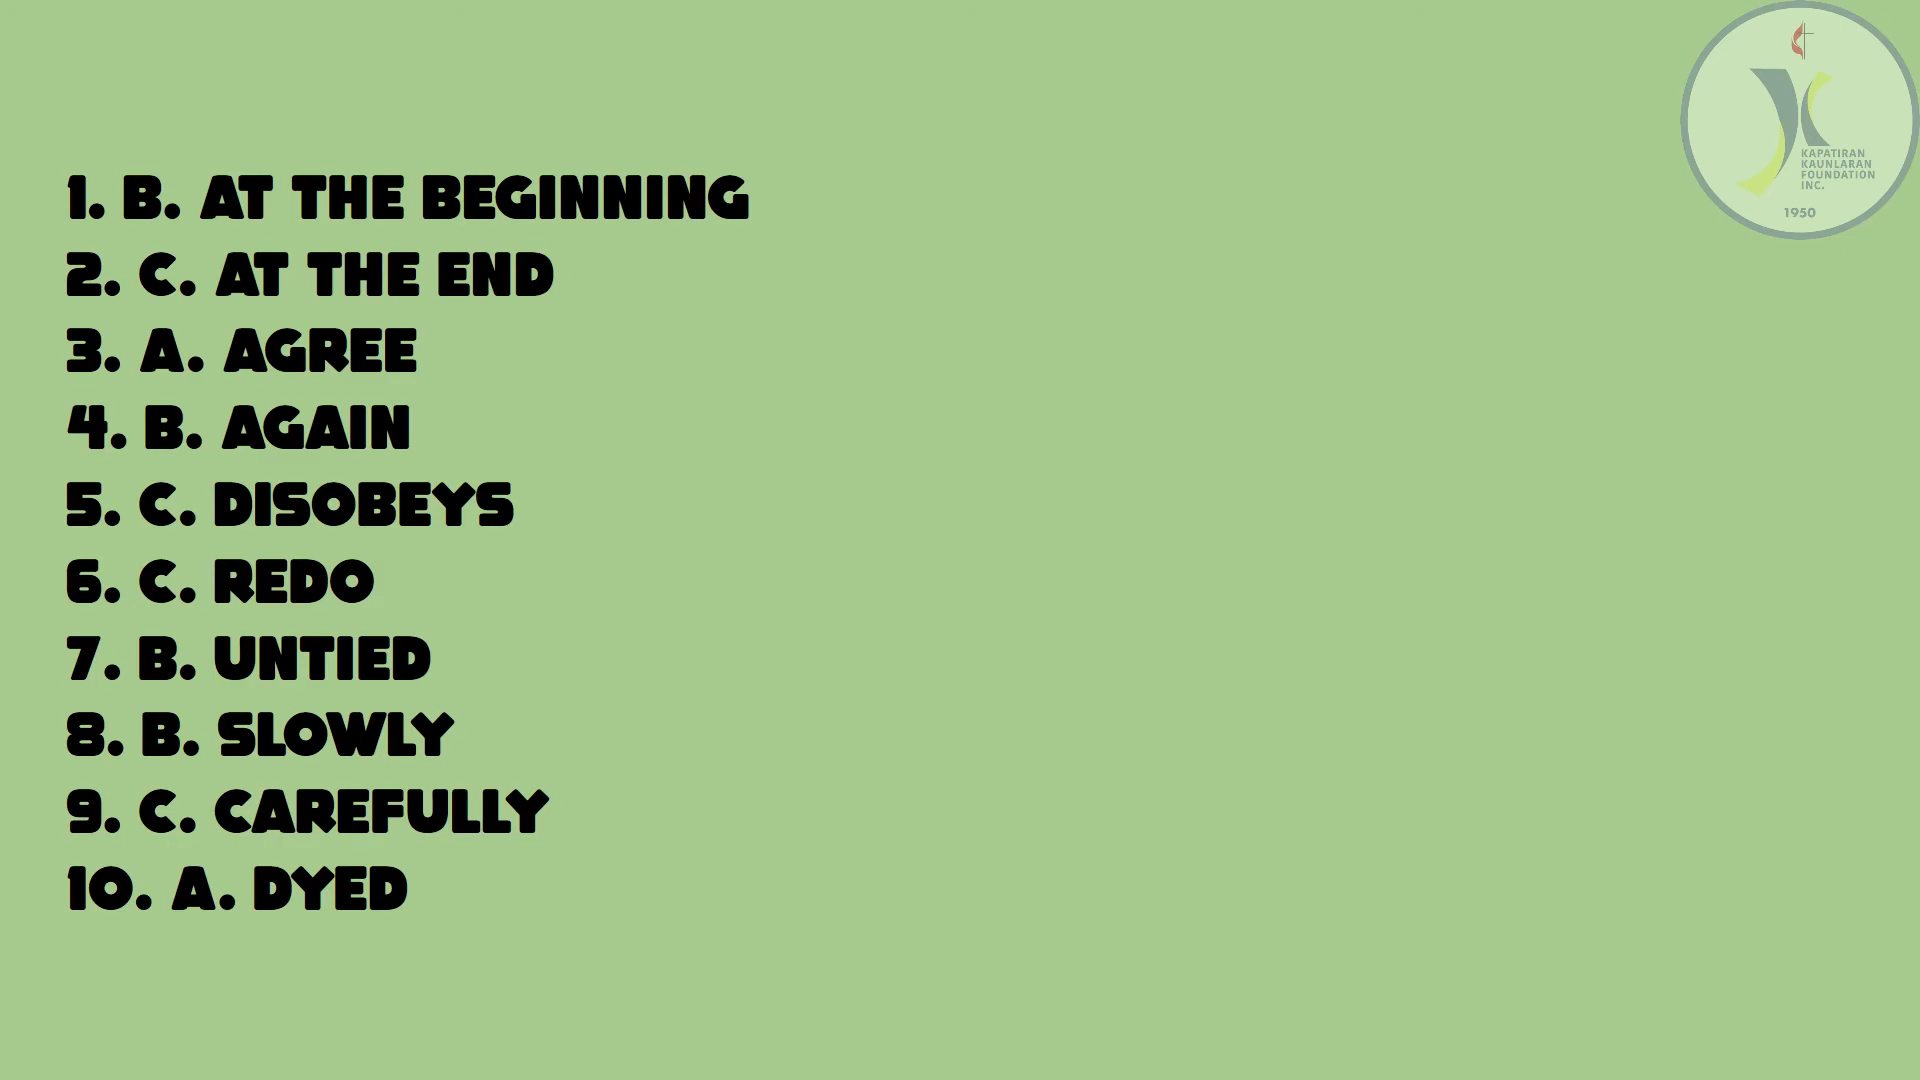 1. B. AT THE BEGINNING
2. C. AT THE END
3. A. AGREE
4. B. AGAIN
5. C. DISOBEYS
6. C. REDO
7. B. UNTIED
8. B. SLOWLY
9. C. CAREFULLY
10. A. DYED
KAPATIRAN
KAUNLARAN
FOUNDATION
INC.
1950